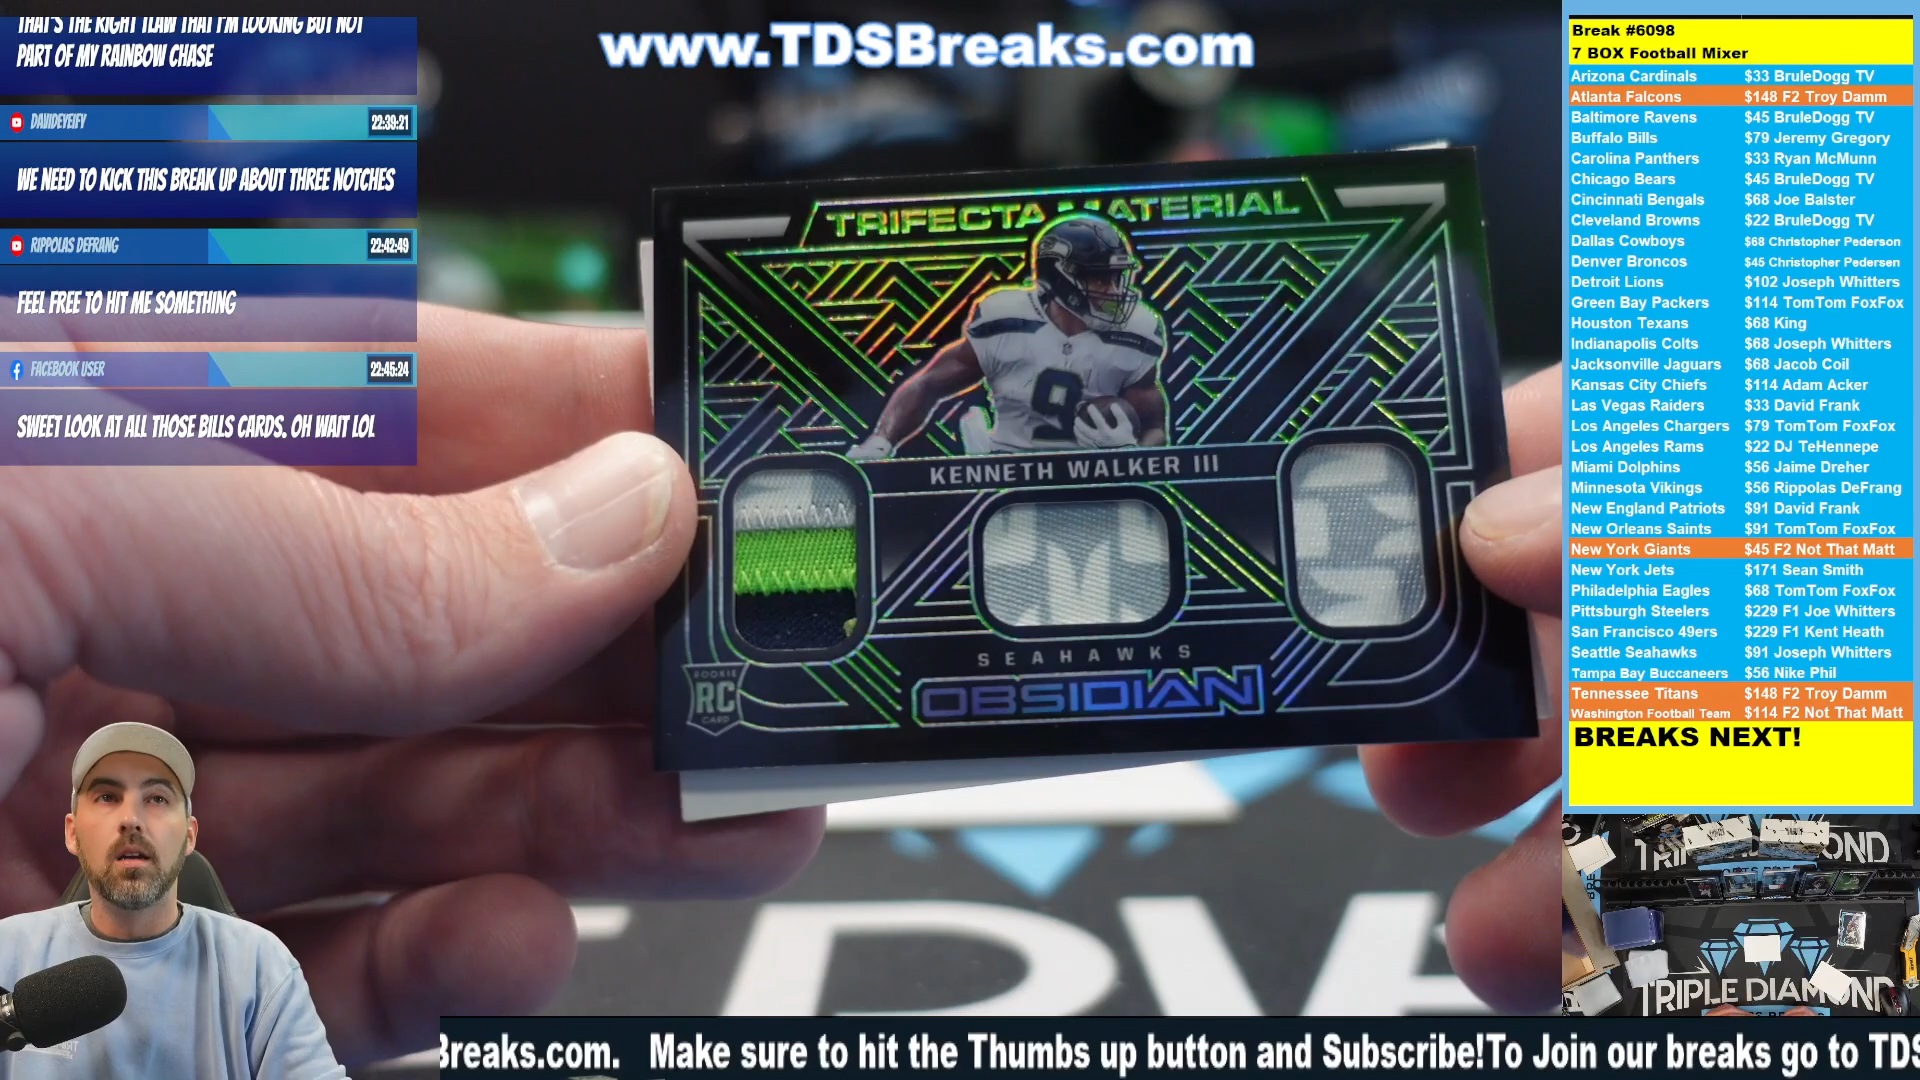 THAT'S THE RIGHT TLAW THAT I'M LOOKING BUT NOT
PART OF MY RAINBOW CHASE
DAVIDEYEIFY
22:39:21
WE NEED TO KICK THIS BREAK UP ABOUT THREE NOTCHES
RIPPOLAS DEFRANG
22:42:49
FEEL FREE TO HIT ME SOMETHING
FACEBOOK USER
22:45:24
SWEET LOOK AT ALL THOSE BILLS CARDS. OH WAIT LOL
www.TDSBreaks.com
TRIFECTA MATERIAL
9
KENNETH WALKER III
SEAHAWKS
OBSIDIAN
ROOKIE
RC
CARD
Break #6098
7 BOX Football Mixer
Arizona Cardinals $33 BruleDogg TV
Atlanta Falcons $148 F2 Troy Damm
Baltimore Ravens $45 BruleDogg TV
Buffalo Bills $79 Jeremy Gregory
Carolina Panthers $33 Ryan McMunn
Chicago Bears $45 BruleDogg TV
Cincinnati Bengals $68 Joe Balster
Cleveland Browns $22 BruleDogg TV
Dallas Cowboys $68 Christopher Pederson
Denver Broncos $45 Christopher Pedersen
Detroit Lions $102 Joseph Whitters
Green Bay Packers $114 TomTom FoxFox
Houston Texans $68 King
Indianapolis Colts $68 Joseph Whitters
Jacksonville Jaguars $68 Jacob Coil
Kansas City Chiefs $114 Adam Acker
Las Vegas Raiders $33 David Frank
Los Angeles Chargers $79 TomTom FoxFox
Los Angeles Rams $22 DJ TeHennepe
Miami Dolphins $56 Jaime Dreher
Minnesota Vikings $56 Rippolas DeFrang
New England Patriots $91 David Frank
New Orleans Saints $91 TomTom FoxFox
New York Giants $45 F2 Not That Matt
New York Jets $171 Sean Smith
Philadelphia Eagles $68 TomTom FoxFox
Pittsburgh Steelers $229 F1 Joe Whitters
San Francisco 49ers $229 F1 Kent Heath
Seattle Seahawks $91 Joseph Whitters
Tampa Bay Buccaneers $56 Nike Phil
Tennessee Titans $148 F2 Troy Damm
Washington Football Team $114 F2 Not That Matt
BREAKS NEXT!
TRIPLE DIAMOND
Breaks.com. Make sure to hit the Thumbs up button and Subscribe!To Join our breaks go to TDS